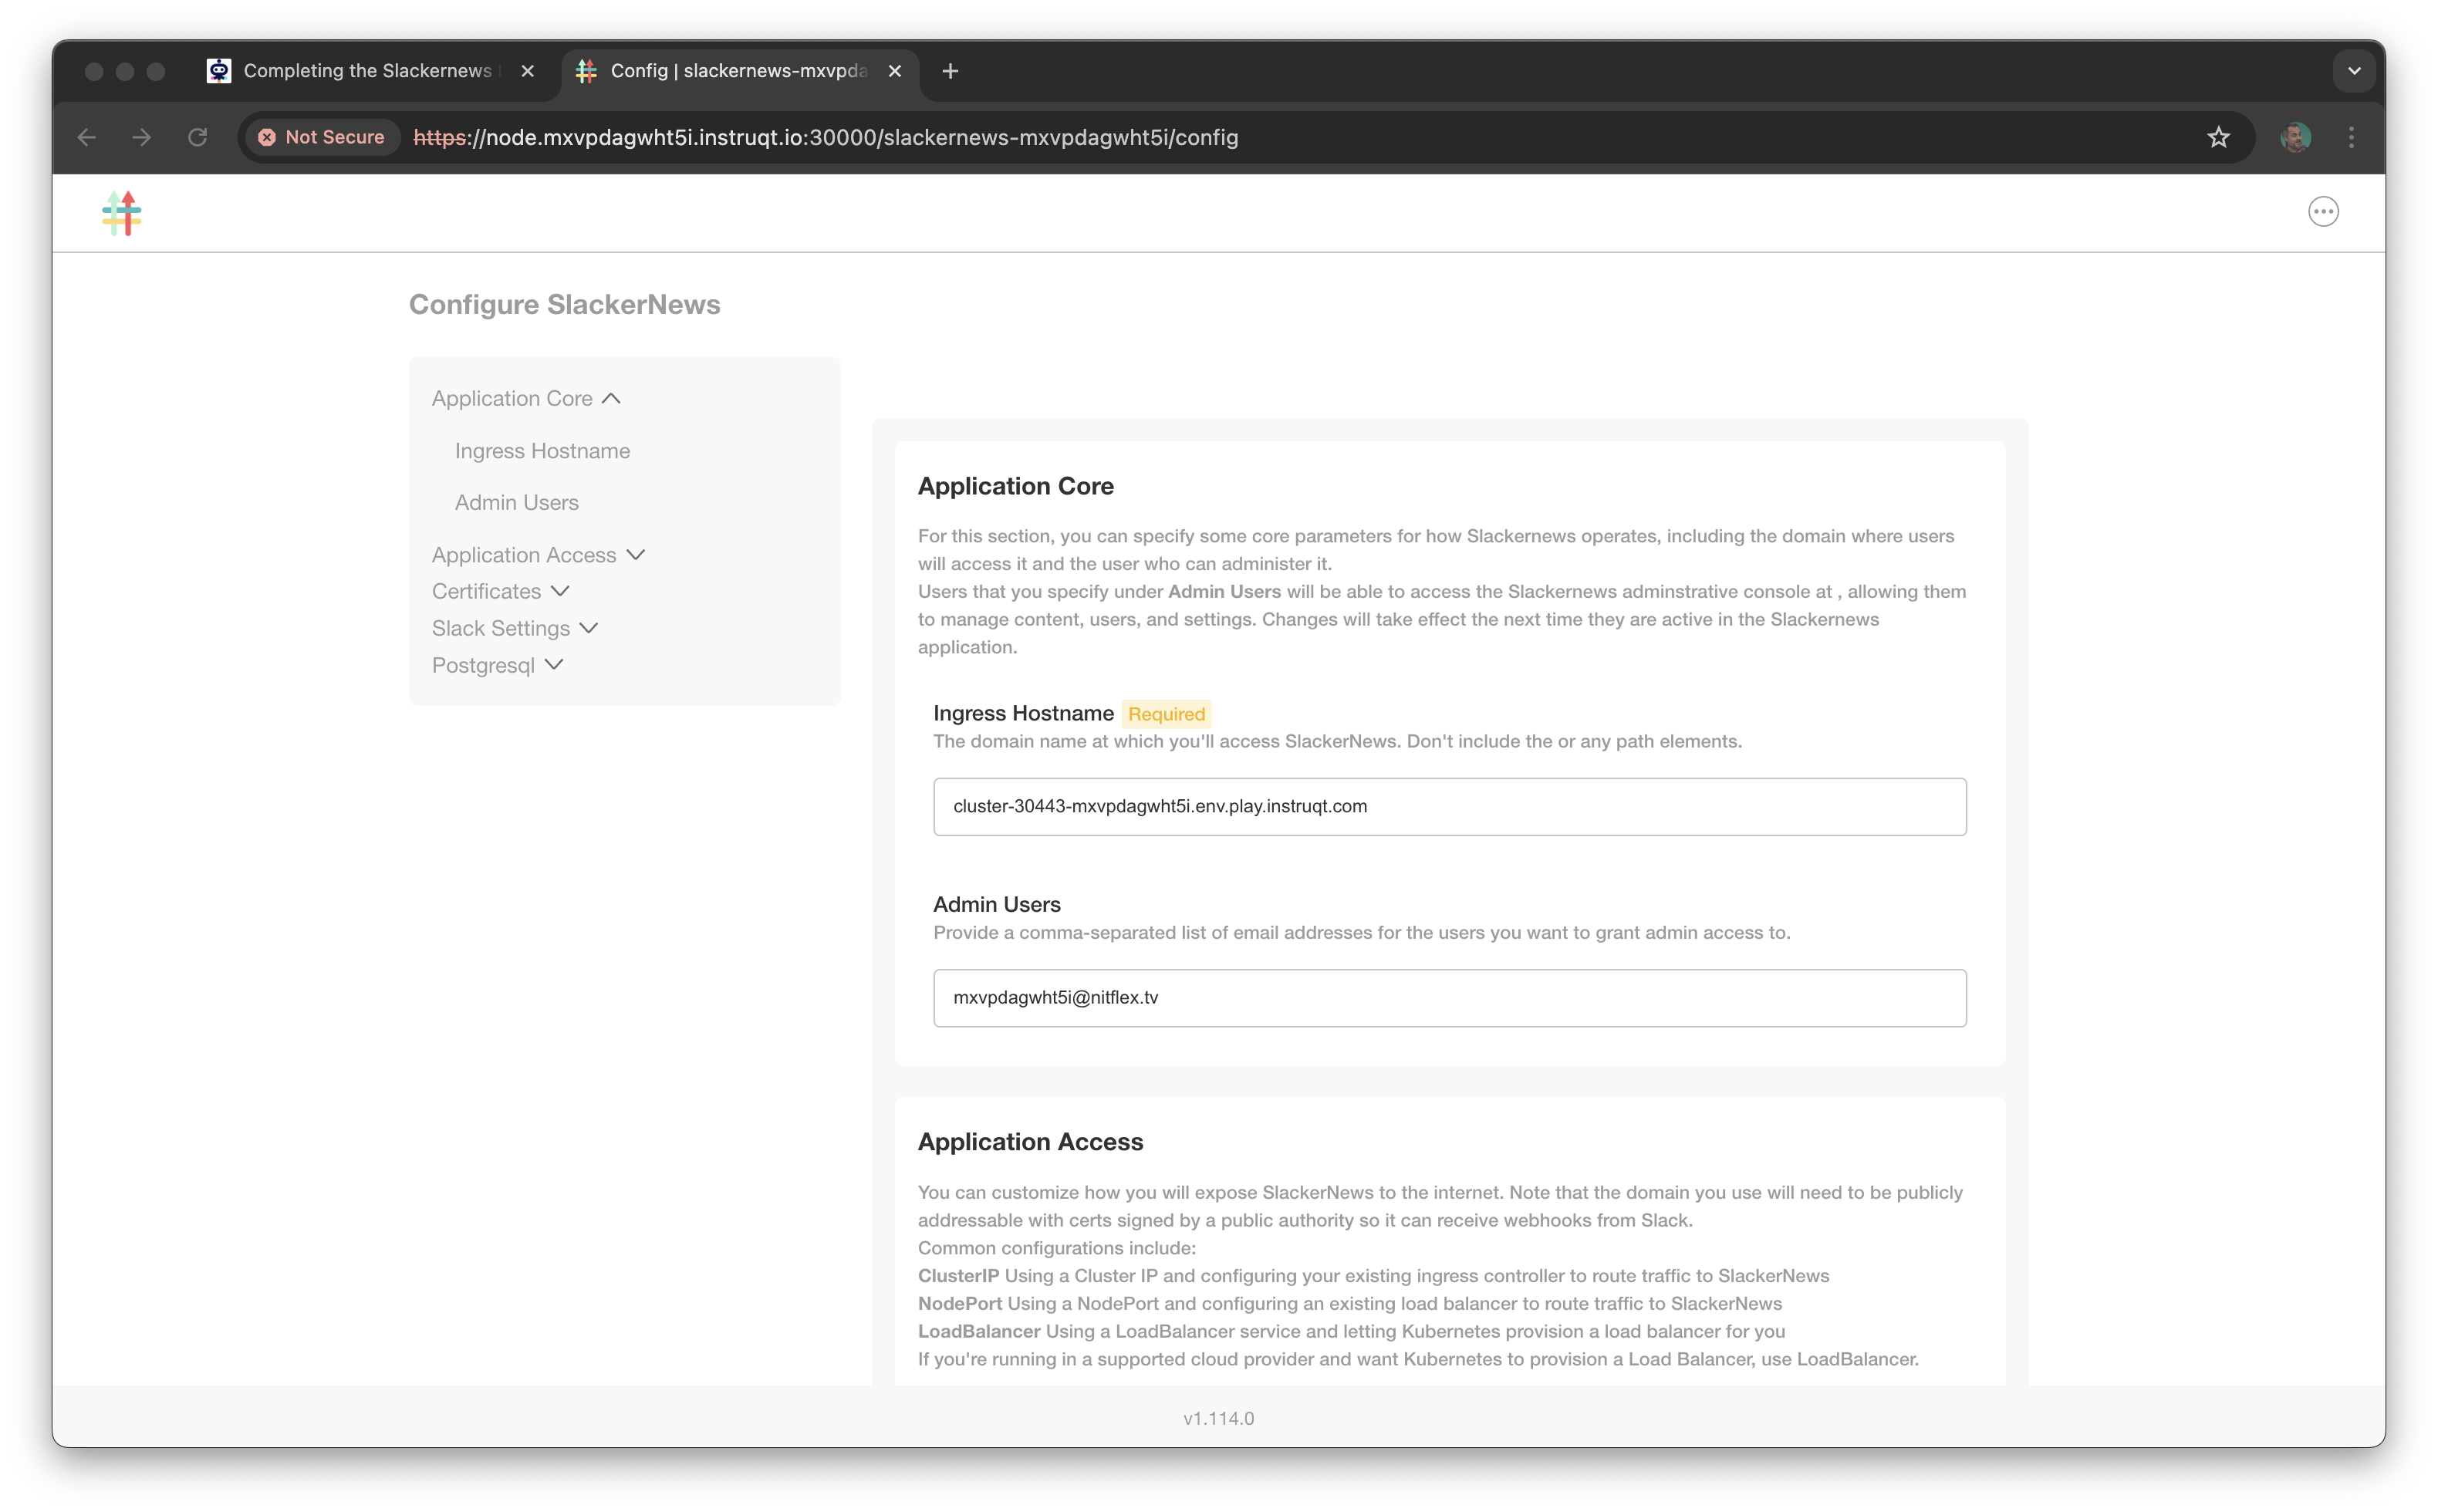 Completing the Slackernews
Config | slackernews-mxvpda
Not Secure
https://node.mxvpdagwht5i.instruqt.io:30000/slackernews-mxvpdagwht5i/config
Configure SlackerNews
Application Core
Ingress Hostname
Admin Users
Application Access
Certificates
Slack Settings
Postgresql
Application Core
For this section, you can specify some core parameters for how Slackernews operates, including the domain where users
will access it and the user who can administer it.
Users that you specify under Admin Users will be able to access the Slackernews adminstrative console at , allowing them
to manage content, users, and settings. Changes will take effect the next time they are active in the Slackernews
application.
Ingress Hostname Required
The domain name at which you'll access SlackerNews. Don't include the or any path elements.
cluster-30443-mxvpdagwht5i.env.play.instruqt.com
Admin Users
Provide a comma-separated list of email addresses for the users you want to grant admin access to.
mxvpdagwht5i@nitflex.tv
Application Access
You can customize how you will expose SlackerNews to the internet. Note that the domain you use will need to be publicly
addressable with certs signed by a public authority so it can receive webhooks from Slack.
Common configurations include:
ClusterIP Using a Cluster IP and configuring your existing ingress controller to route traffic to SlackerNews
NodePort Using a NodePort and configuring an existing load balancer to route traffic to SlackerNews
LoadBalancer Using a LoadBalancer service and letting Kubernetes provision a load balancer for you
If you're running in a supported cloud provider and want Kubernetes to provision a Load Balancer, use LoadBalancer.
v1.114.0